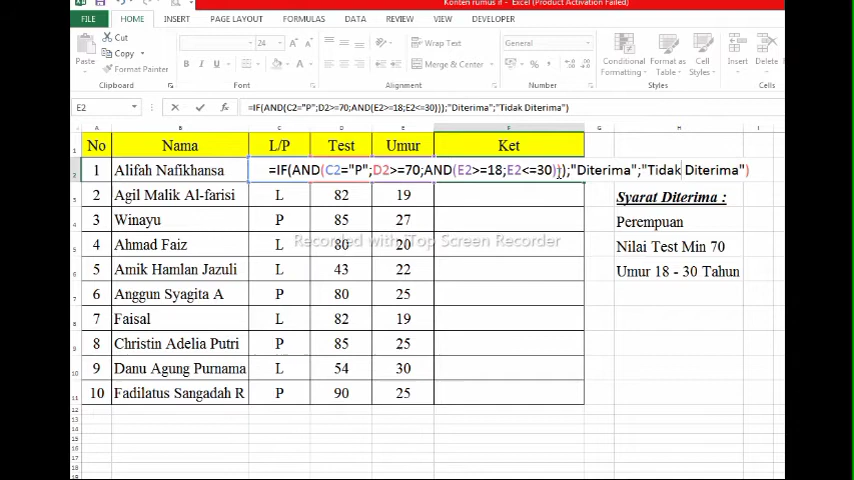 Konten rumus if - Excel (Product Activation Failed)
FILE HOME INSERT PAGE LAYOUT FORMULAS DATA REVIEW VIEW DEVELOPER
Cut
Copy
Format Painter
Paste
Clipboard
24
B I U
Font
Wrap Text
Merge & Center
Alignment
General
Number
Conditional Formatting
Format as Table
Cell Styles
Styles
Insert
Delete
E2
=IF(AND(C2="P";D2>=70;AND(E2>=18;E2<=30));"Diterima";"Tidak Diterima")
A B C D E F G H I J
No Nama L/P Test Umur Ket
1 Alifah Nafikhansa =IF(AND(C2="P";D2>=70;AND(E2>=18;E2<=30));"Diterima";"Tidak Diterima")
2 Agil Malik Al-farisi L 82 19
Syarat Diterima :
3 Winayu P 85 27
Perempuan
Recorded with iTop Screen Recorder
4 Ahmad Faiz L 80 20
Nilai Test Min 70
5 Amik Hamlan Jazuli L 43 22
Umur 18 - 30 Tahun
6 Anggun Syagita A P 80 25
7 Faisal L 82 19
8 Christin Adelia Putri P 85 25
9 Danu Agung Purnama L 54 30
10 Fadilatus Sangadah R P 90 25